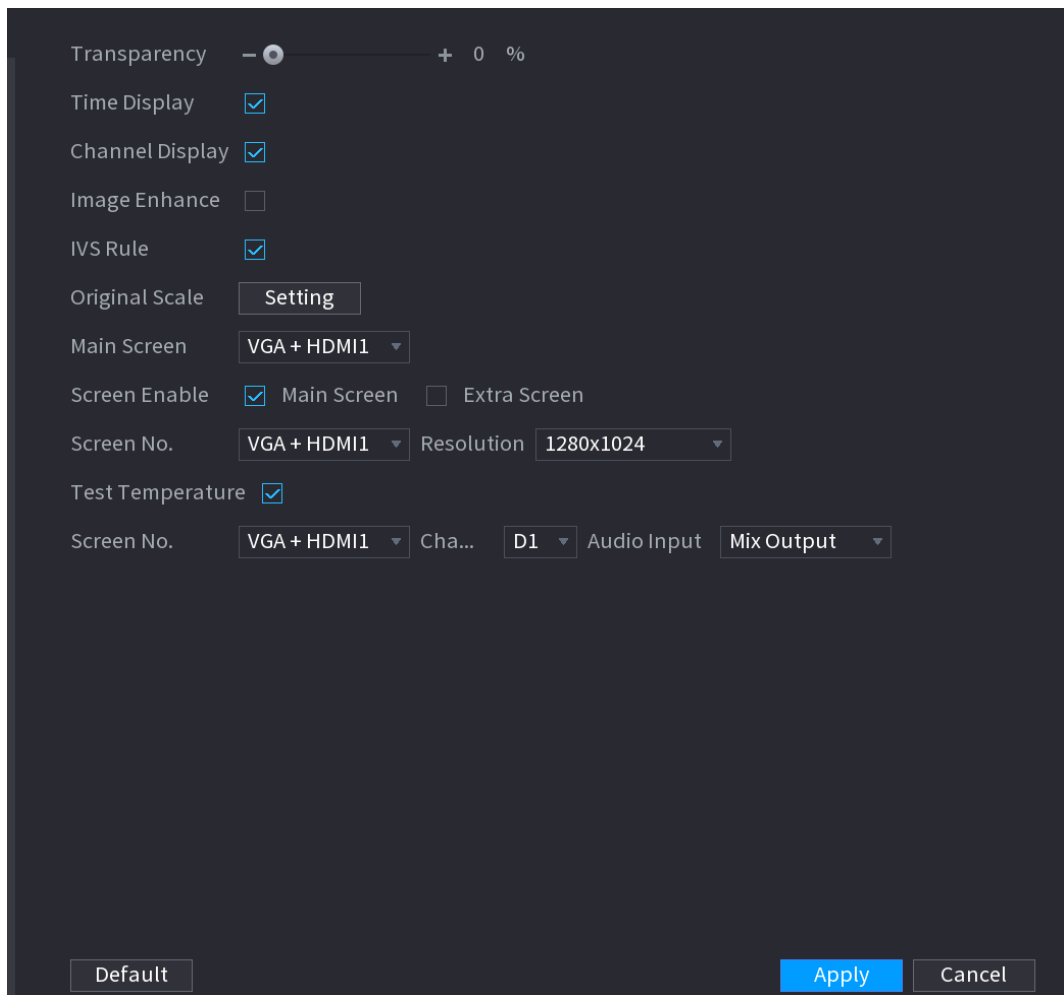 Transparency 0 %
Time Display
Channel Display
Image Enhance
IVS Rule
Original Scale Setting
Main Screen VGA + HDMI1
Screen Enable Main Screen Extra Screen
Screen No. VGA + HDMI1 Resolution 1280x1024
Test Temperature
Screen No. VGA + HDMI1 Cha... D1 Audio Input Mix Output
Default Apply Cancel